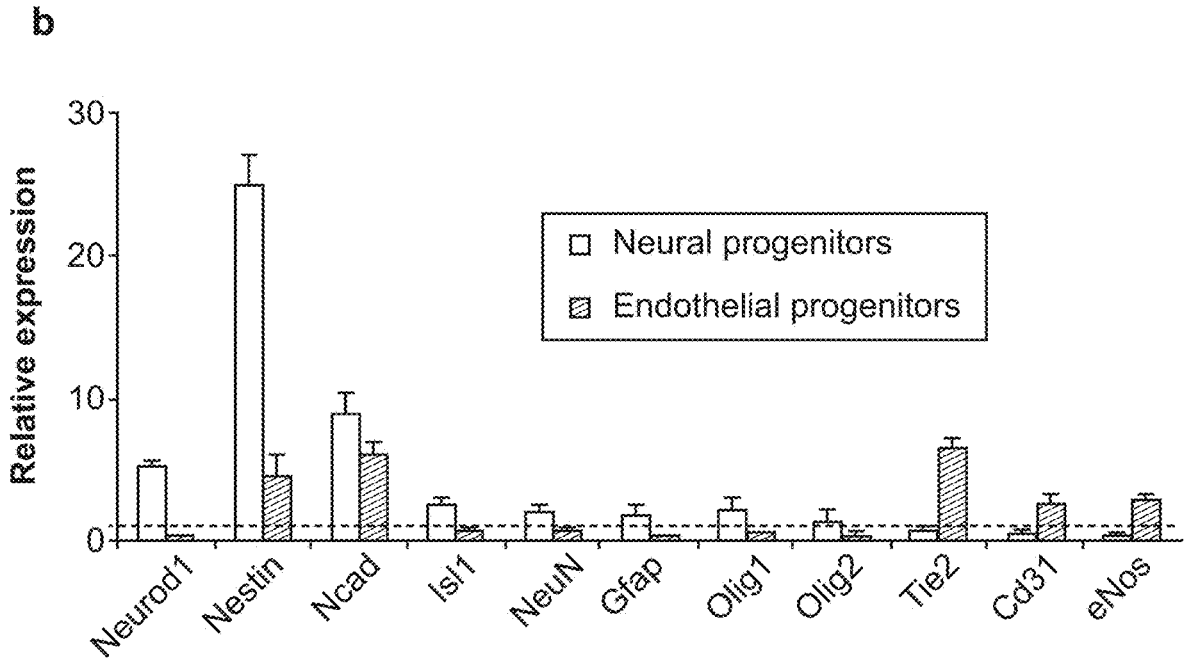 b
30
20
10
0
Relative expression
Neural progenitors
Endothelial progenitors
Neurod1
Nestin
Ncad
Isl1
NeuN
Gfap
Olig1
Olig2
Tie2
Cd31
eNos